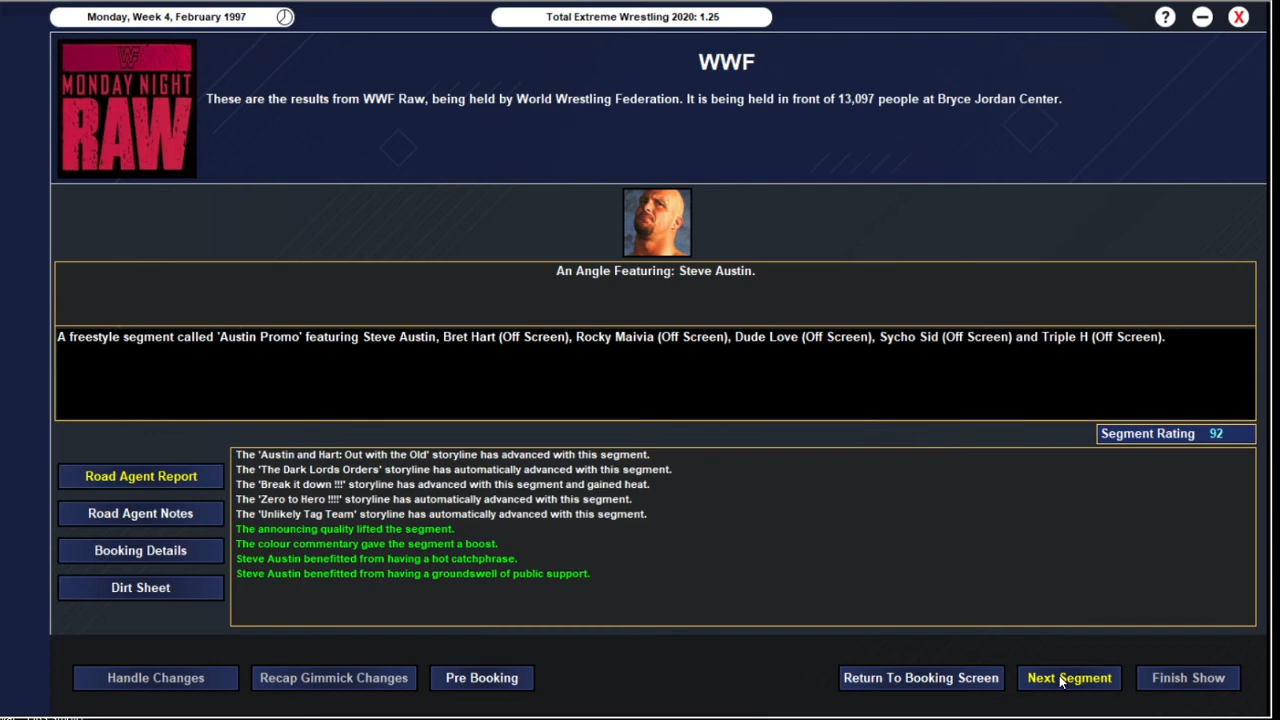 Monday, Week 4, February 1997
Total Extreme Wrestling 2020: 1.25
?
X
WWF
MONDAY NIGHT
RAW
These are the results from WWF Raw, being held by World Wrestling Federation. It is being held in front of 13,097 people at Bryce Jordan Center.
An Angle Featuring: Steve Austin.
A freestyle segment called 'Austin Promo' featuring Steve Austin, Bret Hart (Off Screen), Rocky Maivia (Off Screen), Dude Love (Off Screen), Sycho Sid (Off Screen) and Triple H (Off Screen).
Segment Rating 92
Road Agent Report
Road Agent Notes
Booking Details
Dirt Sheet
The 'Austin and Hart: Out with the Old' storyline has advanced with this segment.
The 'The Dark Lords Orders' storyline has automatically advanced with this segment.
The 'Break it down !!!' storyline has advanced with this segment and gained heat.
The 'Zero to Hero !!!!' storyline has automatically advanced with this segment.
The 'Unlikely Tag Team' storyline has automatically advanced with this segment.
The announcing quality lifted the segment.
The colour commentary gave the segment a boost.
Steve Austin benefitted from having a hot catchphrase.
Steve Austin benefitted from having a groundswell of public support.
Handle Changes
Recap Gimmick Changes
Pre Booking
Return To Booking Screen
Next Segment
Finish Show